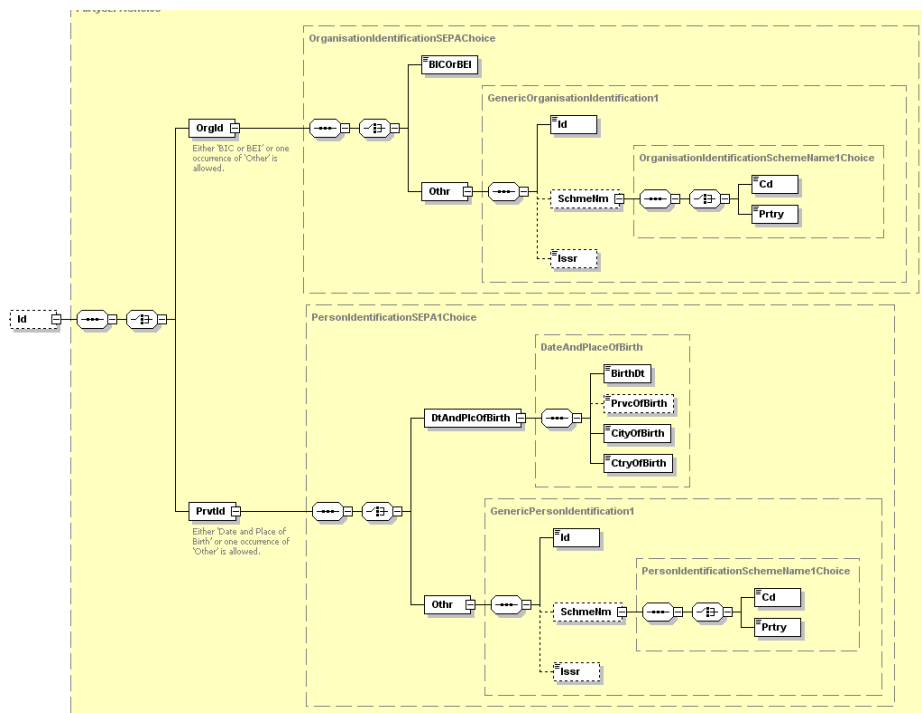 OrganisationIdentificationSEPAChoice
BICOrBEI
GenericOrganisationIdentification1
Id
OrgId
Either 'BIC or BEI' or one
occurrence of 'Other' is
allowed.
OrganisationIdentificationSchemeName1Choice
Othr
SchmeNm
Cd
Prtry
Issr
Id
PersonIdentificationSEPA1Choice
DateAndPlaceOfBirth
BirthDt
PrvcOfBirth
DtAndPlcOfBirth
CityOfBirth
CtryOfBirth
PrvtId
Either 'Date and Place of
Birth' or one occurrence of
'Other' is allowed.
GenericPersonIdentification1
Id
PersonIdentificationSchemeName1Choice
Othr
SchmeNm
Cd
Prtry
Issr